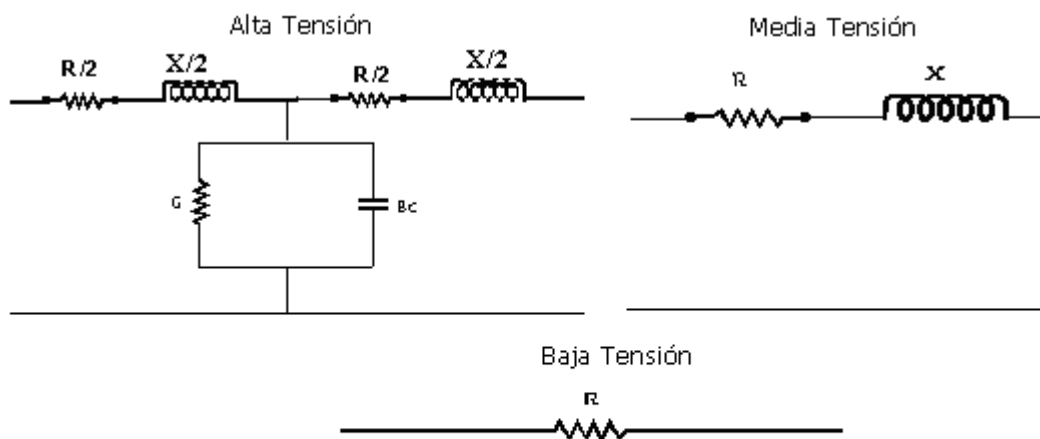 Alta Tensión
R/2
X/2
R/2
X/2
G
Bc
Media Tensión
R
X
Baja Tensión
R